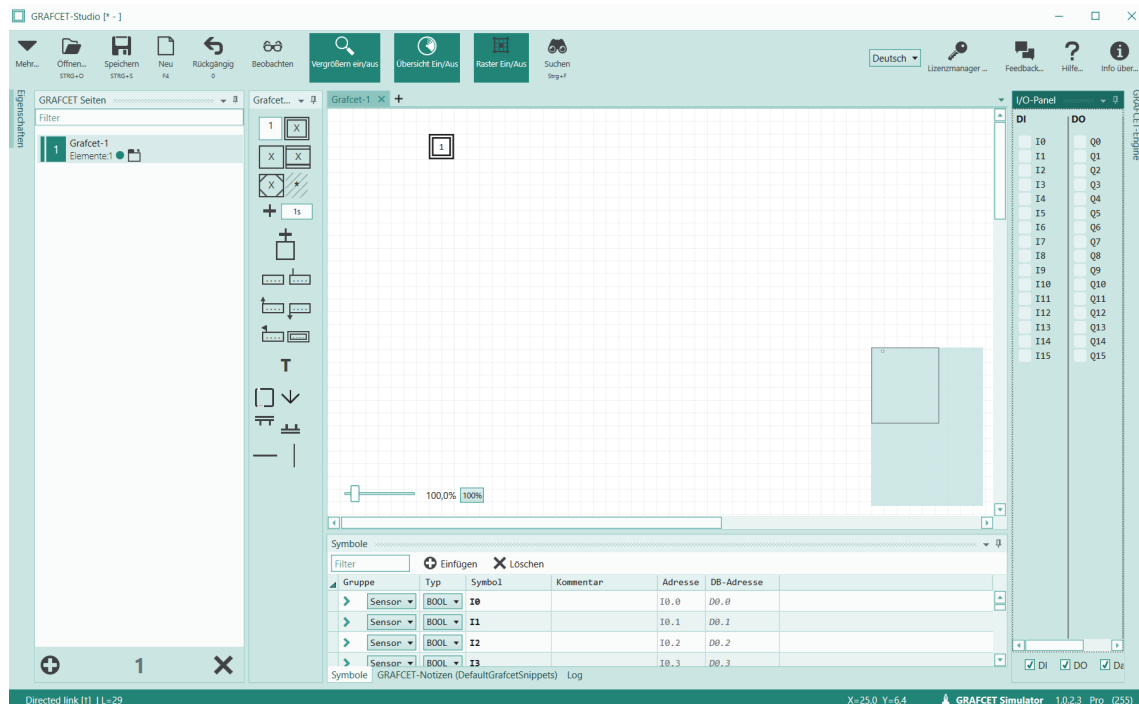 GRAFCET-Studio [* - ]
Mehr...
Öffnen...
STRG+O
Speichern
STRG+S
Neu
F4
Rückgängig
0
Beobachten
Vergrößern ein/aus
Übersicht Ein/Aus
Raster Ein/Aus
Suchen
Strg+F
Deutsch
Lizenzmanager ...
Feedback...
Hilfe...
Info über...
Eigenschaften
GRAFCET Seiten
Filter
1
Grafcet-1
Elemente:1
1
Grafcet...
1 X
X X
X *
1s
T
Grafcet-1
1
100,0% 100%
Symbole
Filter
Einfügen
Löschen
Gruppe Typ Symbol Kommentar Adresse DB-Adresse
Sensor BOOL I0 I0.0 D0.0
Sensor BOOL I1 I0.1 D0.1
Sensor BOOL I2 I0.2 D0.2
Sensor BOOL I3 I0.3 D0.3
Symbole GRAFCET-Notizen (DefaultGrafcetSnippets) Log
I/O-Panel
DI DO
I0 Q0
I1 Q1
I2 Q2
I3 Q3
I4 Q4
I5 Q5
I6 Q6
I7 Q7
I8 Q8
I9 Q9
I10 Q10
I11 Q11
I12 Q12
I13 Q13
I14 Q14
I15 Q15
DI DO Da
GRAFCET-Engine
Directed link [↑] | L=29
X=25,0 Y=6,4
GRAFCET Simulator 1.0.2.3 Pro (255)